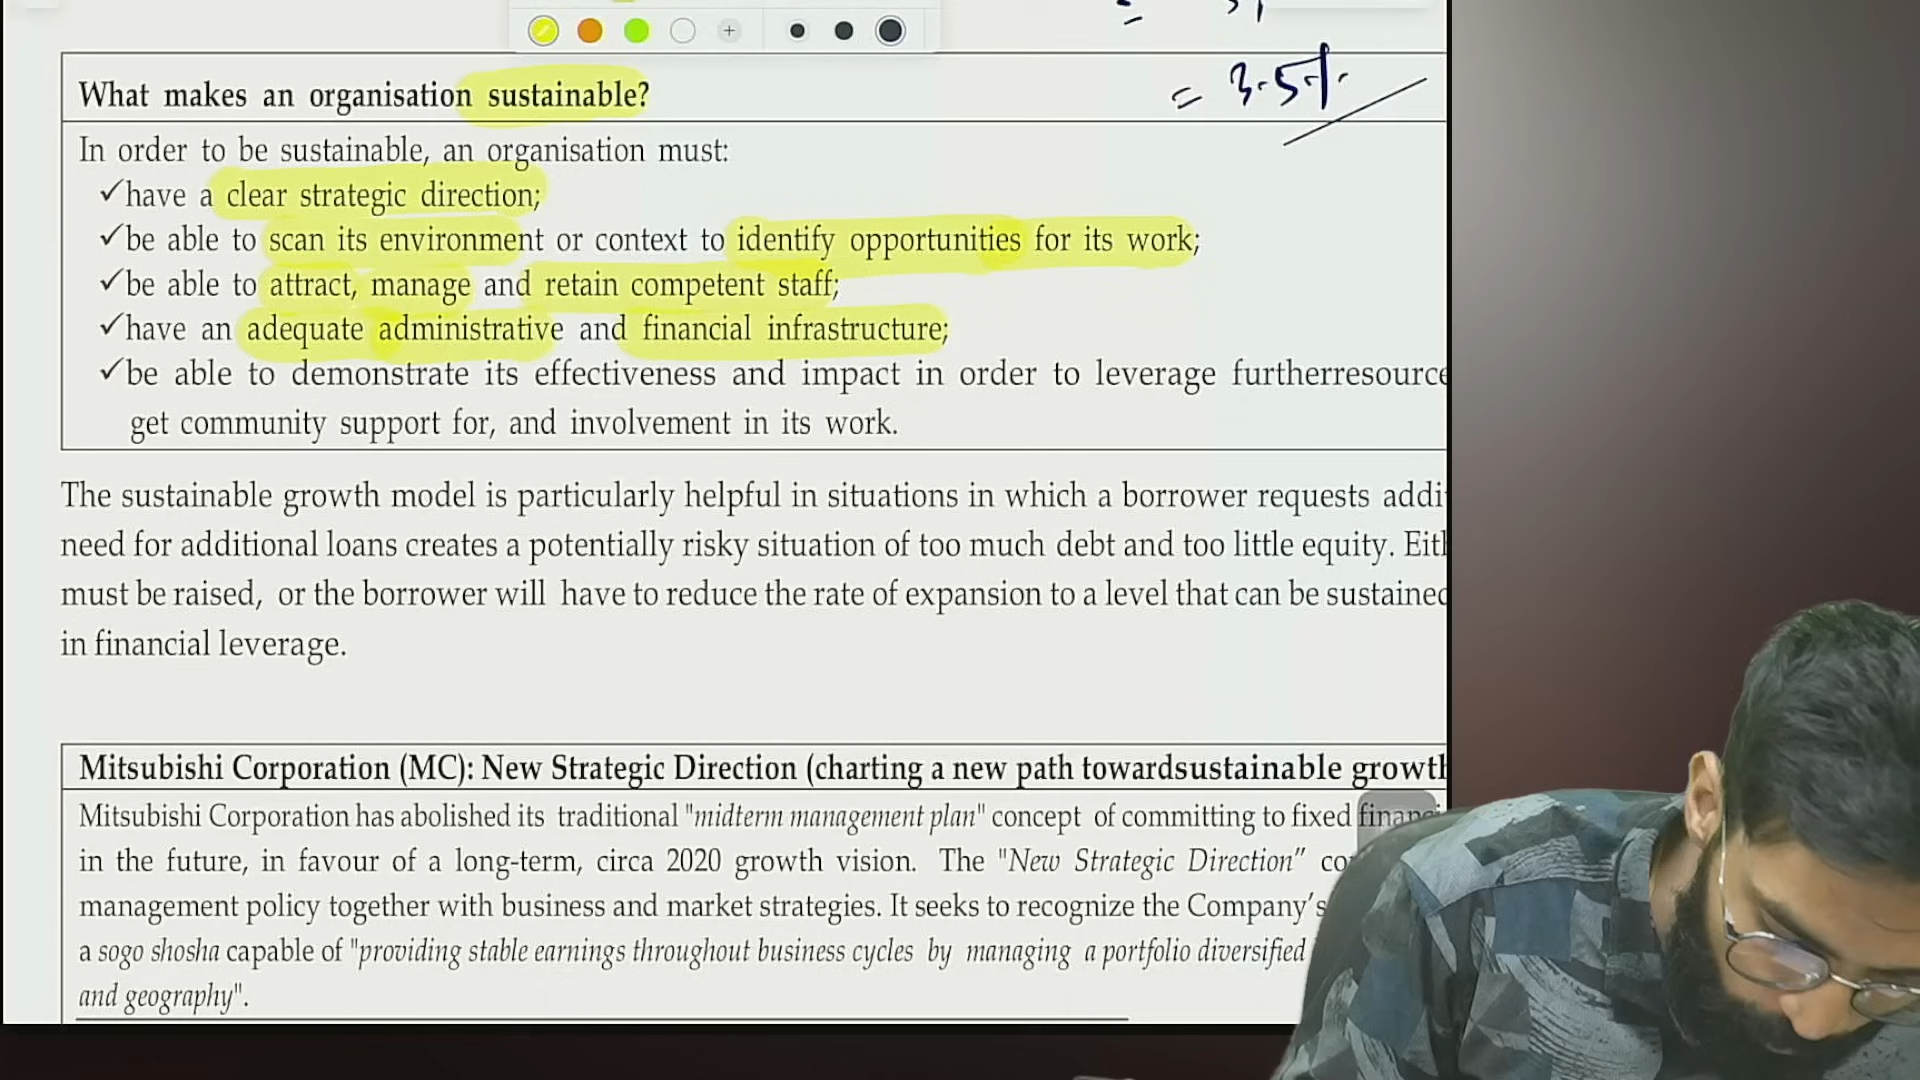 = 3.5%
What makes an organisation sustainable?
In order to be sustainable, an organisation must:
✓have a clear strategic direction;
✓be able to scan its environment or context to identify opportunities for its work;
✓be able to attract, manage and retain competent staff;
✓have an adequate administrative and financial infrastructure;
✓be able to demonstrate its effectiveness and impact in order to leverage furtherresource
get community support for, and involvement in its work.
The sustainable growth model is particularly helpful in situations in which a borrower requests addi
need for additional loans creates a potentially risky situation of too much debt and too little equity. Eit
must be raised, or the borrower will have to reduce the rate of expansion to a level that can be sustained
in financial leverage.
Mitsubishi Corporation (MC): New Strategic Direction (charting a new path towardsustainable growth
Mitsubishi Corporation has abolished its traditional "midterm management plan" concept of committing to fixed financi
in the future, in favour of a long-term, circa 2020 growth vision. The "New Strategic Direction" co
management policy together with business and market strategies. It seeks to recognize the Company's
a sogo shosha capable of "providing stable earnings throughout business cycles by managing a portfolio diversified
and geography".